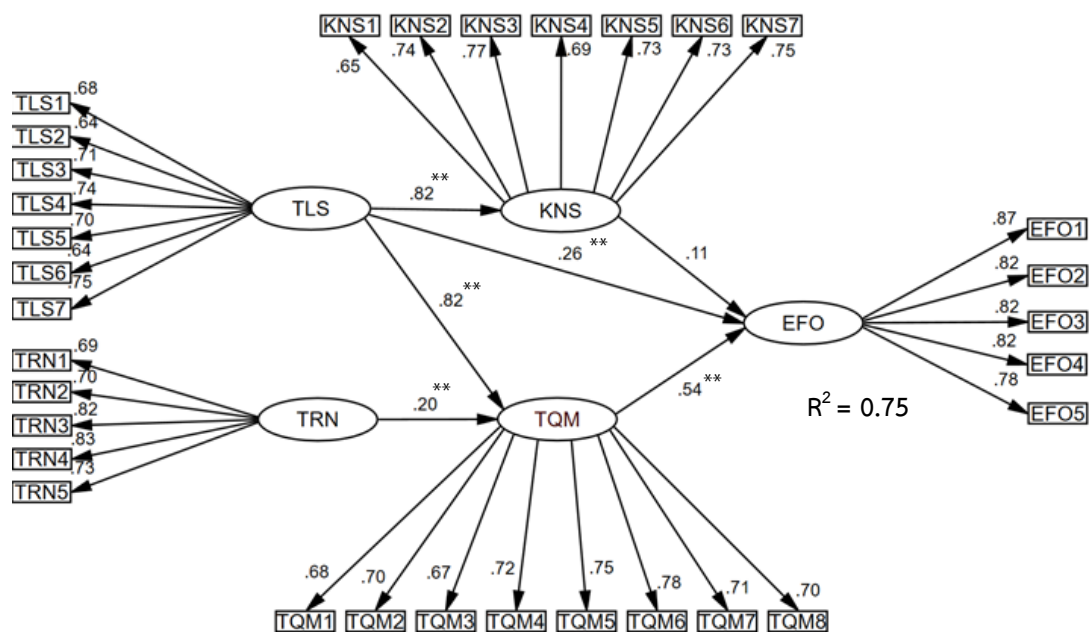 KNS1 KNS2 KNS3 KNS4 KNS5 KNS6 KNS7
.65 .74 .77 .69 .73 .73 .75
TLS1 .68
TLS2 .64
TLS3 .71
TLS4 .74
TLS5 .70
TLS6 .64
TLS7 .75
TLS
.82**
KNS
.26**
.11
.82**
EFO
.87 EFO1
.82 EFO2
.82 EFO3
.82 EFO4
.78 EFO5
TRN1 .69
TRN2 .70
TRN3 .82
TRN4 .83
TRN5 .73
TRN
.20**
TQM
.54**
R² = 0.75
.68 .70 .67 .72 .75 .78 .71 .70
TQM1 TQM2 TQM3 TQM4 TQM5 TQM6 TQM7 TQM8